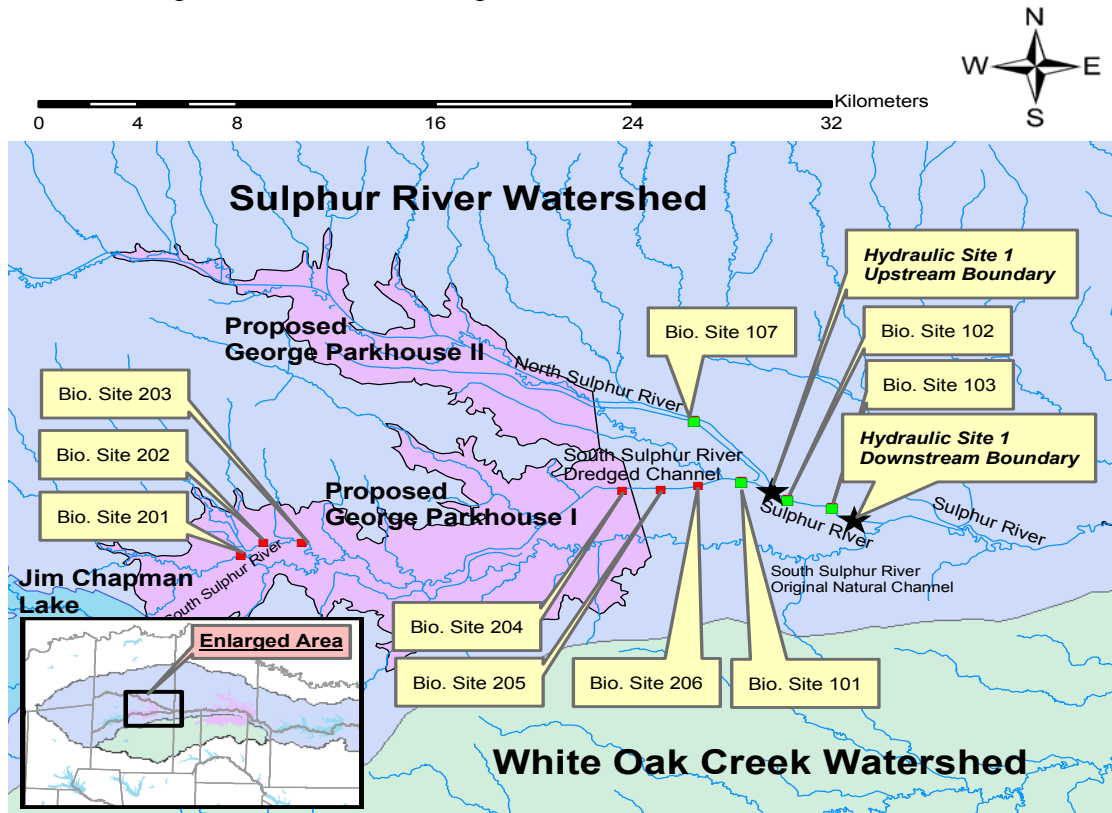 N
W E
S
Kilometers
0 4 8 16 24 32
Sulphur River Watershed
Hydraulic Site 1
Upstream Boundary
Proposed
George Parkhouse II
Bio. Site 107
Bio. Site 102
North Sulphur River
Bio. Site 103
Bio. Site 203
Hydraulic Site 1
Downstream Boundary
Bio. Site 202
South Sulphur River
Dredged Channel
Proposed
George Parkhouse I
Bio. Site 201
Sulphur River
Sulphur River
South Sulphur River
Jim Chapman
Lake
South Sulphur River
Original Natural Channel
Enlarged Area
Bio. Site 204
Bio. Site 205
Bio. Site 206
Bio. Site 101
White Oak Creek Watershed